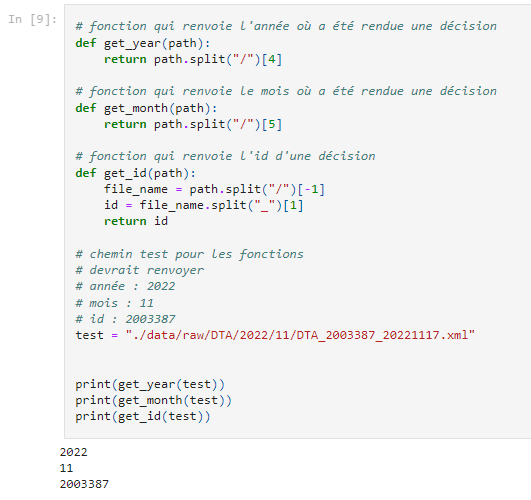 In [9]:
# fonction qui renvoie l'année où a été rendue une décision
def get_year(path):
    return path.split("/")[4]

# fonction qui renvoie le mois où a été rendue une décision
def get_month(path):
    return path.split("/")[5]

# fonction qui renvoie l'id d'une décision
def get_id(path):
    file_name = path.split("/")[-1]
    id = file_name.split("_")[1]
    return id

# chemin test pour les fonctions
# devrait renvoyer
# année : 2022
# mois : 11
# id : 2003387
test = "./data/raw/DTA/2022/11/DTA_2003387_20221117.xml"

print(get_year(test))
print(get_month(test))
print(get_id(test))
2022
11
2003387